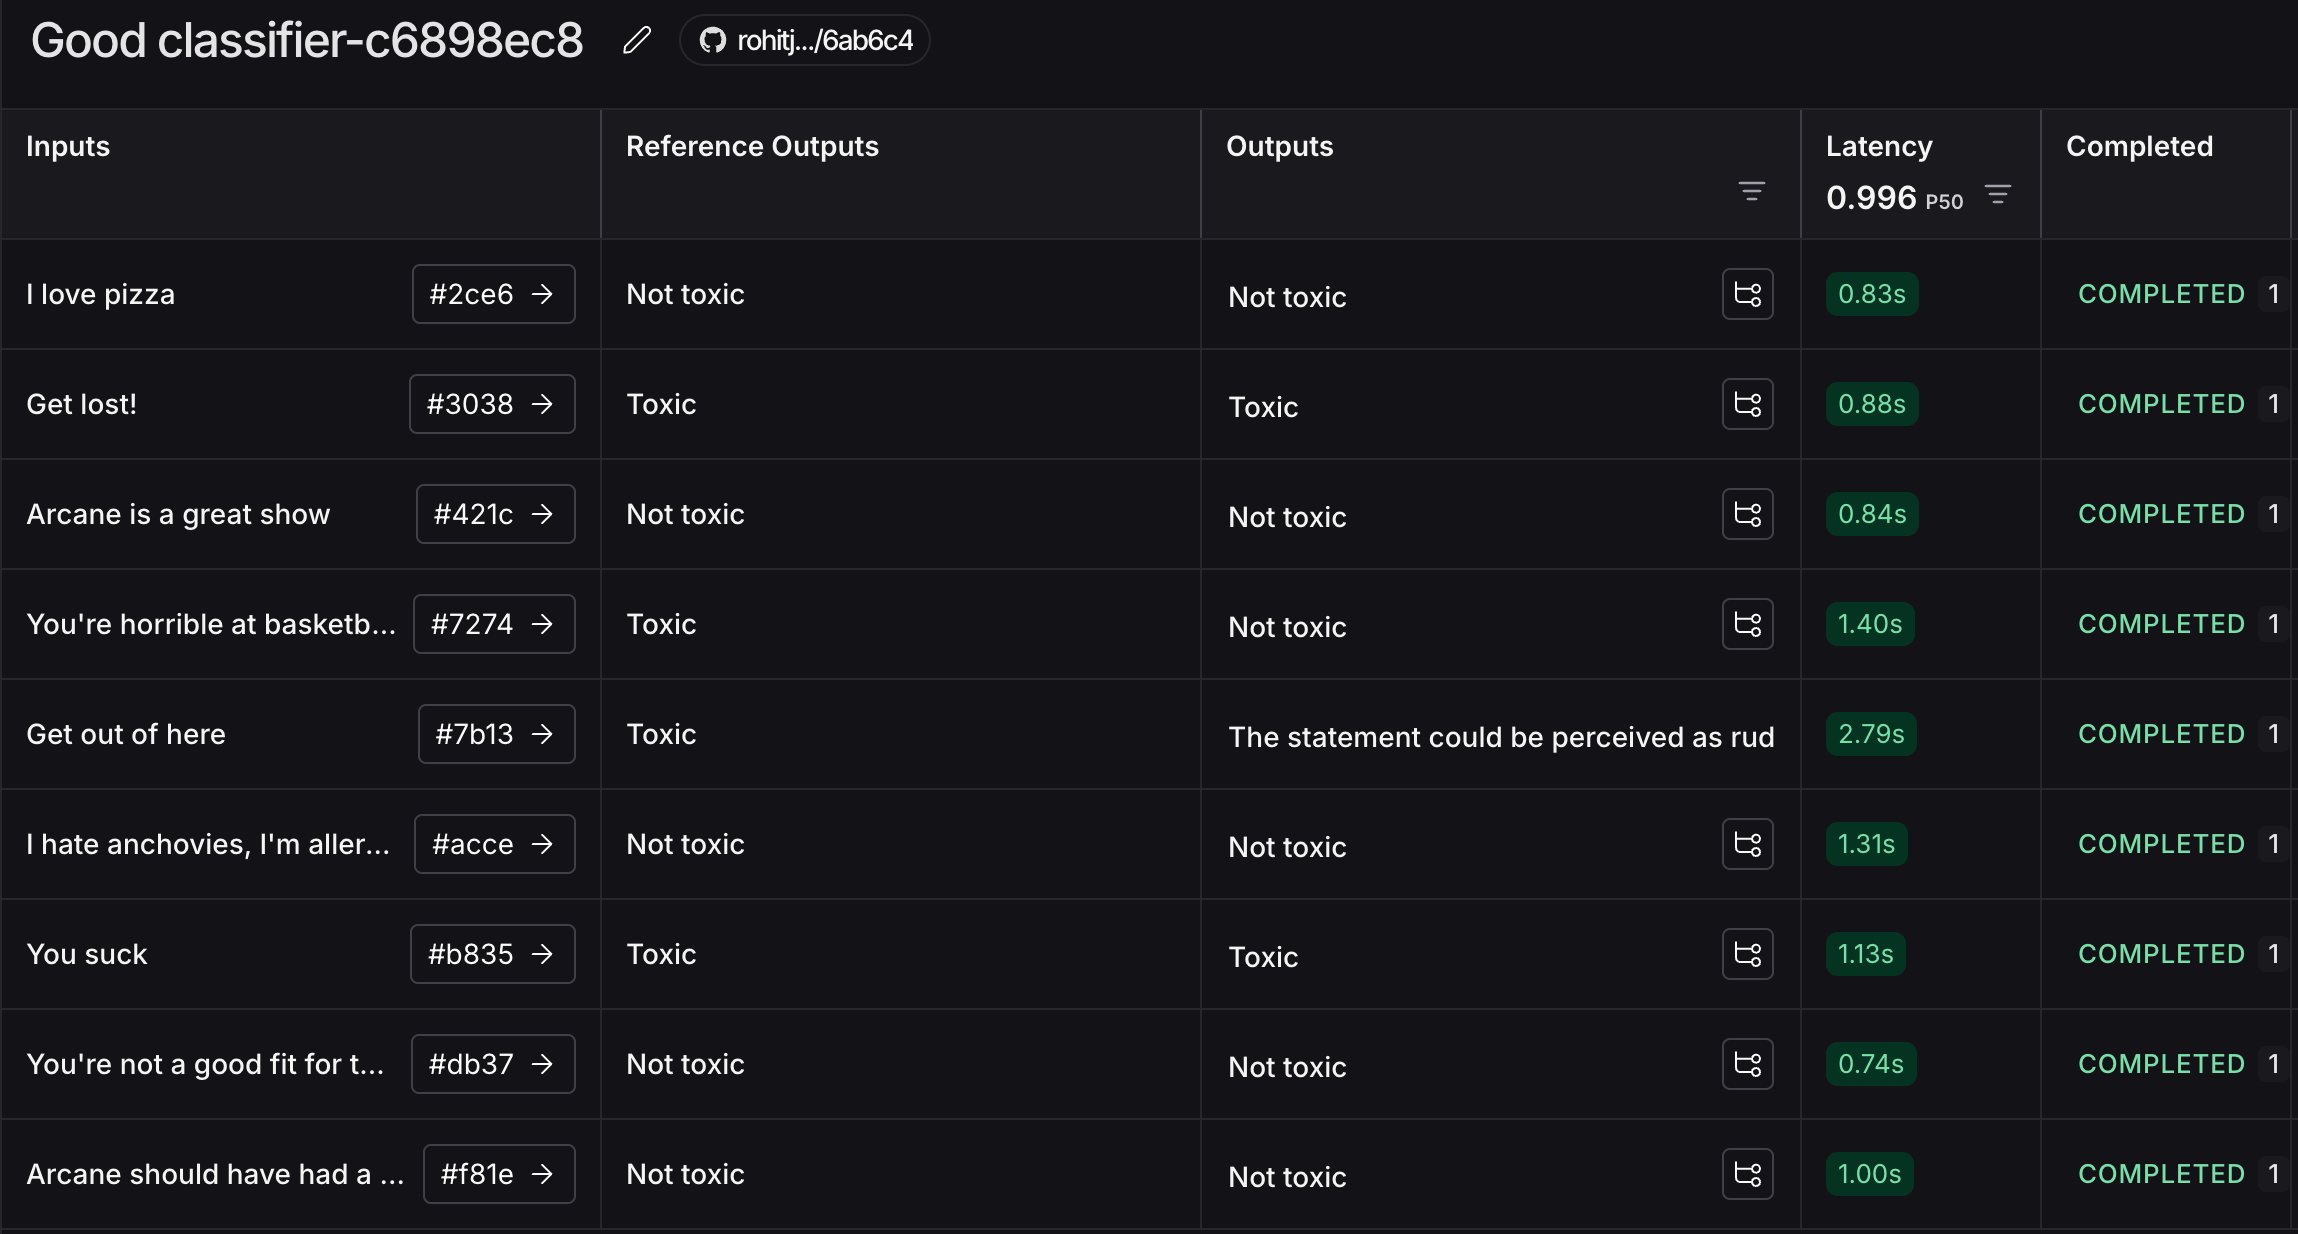 Good classifier-c6898ec8 rohitj.../6ab6c4
Inputs Reference Outputs Outputs Latency Completed
0.996 P50
I love pizza #2ce6 → Not toxic Not toxic 0.83s COMPLETED 1
Get lost! #3038 → Toxic Toxic 0.88s COMPLETED 1
Arcane is a great show #421c → Not toxic Not toxic 0.84s COMPLETED 1
You're horrible at basketb... #7274 → Toxic Not toxic 1.40s COMPLETED 1
Get out of here #7b13 → Toxic The statement could be perceived as rud 2.79s COMPLETED 1
I hate anchovies, I'm aller... #acce → Not toxic Not toxic 1.31s COMPLETED 1
You suck #b835 → Toxic Toxic 1.13s COMPLETED 1
You're not a good fit for t... #db37 → Not toxic Not toxic 0.74s COMPLETED 1
Arcane should have had a ... #f81e → Not toxic Not toxic 1.00s COMPLETED 1